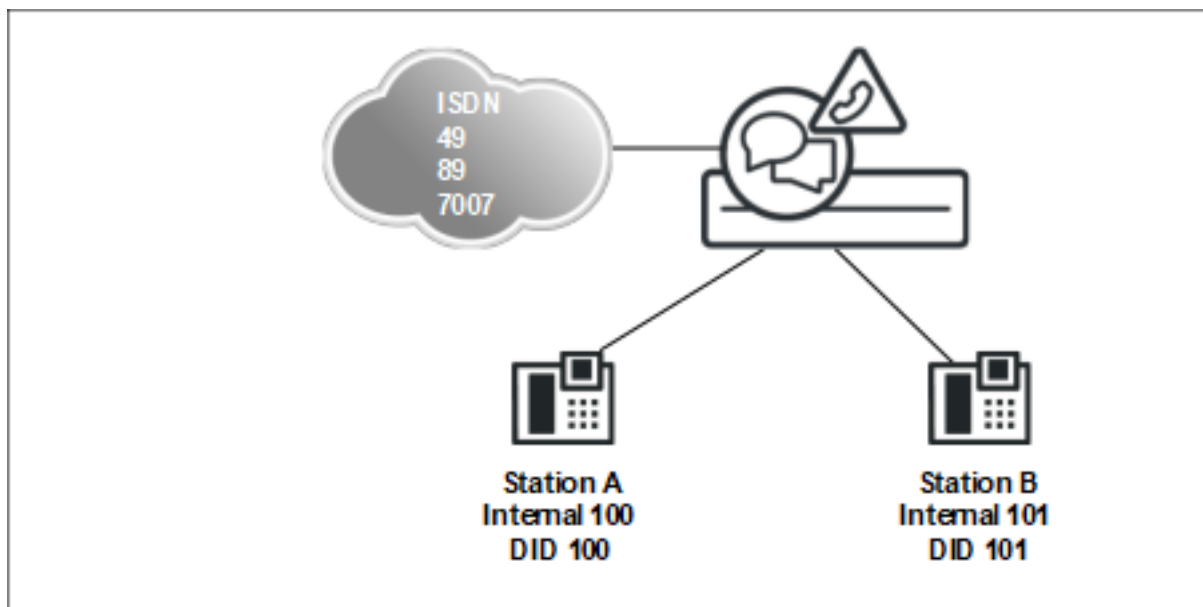 ISDN
49
89
7007
Station A
Internal 100
DID 100
Station B
Internal 101
DID 101